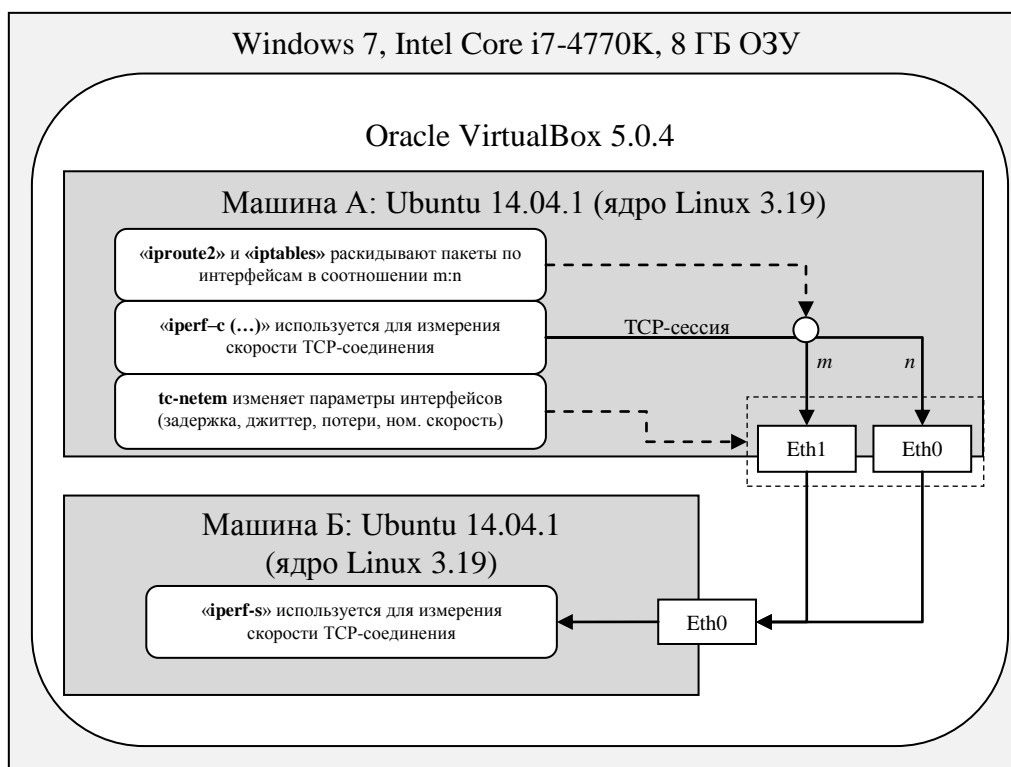 Windows 7, Intel Core i7-4770K, 8 ГБ ОЗУ
Oracle VirtualBox 5.0.4
Машина А: Ubuntu 14.04.1 (ядро Linux 3.19)
«iproute2» и «iptables» раскидывают пакеты по
интерфейсам в соотношении m:n
«iperf–c (…)» используется для измерения
скорости TCP-соединения
TCP-сессия
m
n
tc-netem изменяет параметры интерфейсов
(задержка, джиттер, потери, ном. скорость)
Eth1
Eth0
Машина Б: Ubuntu 14.04.1
(ядро Linux 3.19)
«iperf-s» используется для измерения
скорости TCP-соединения
Eth0